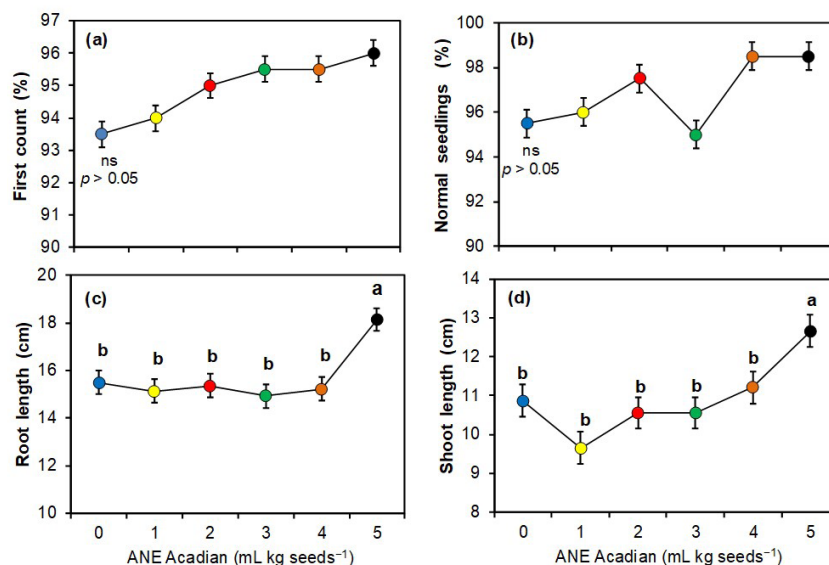 (a)
First count (%)
97
96
95
94
93
92
91
90
ns
p > 0.05
(b)
Normal seedlings (%)
100
98
96
94
92
90
ns
p > 0.05
(c)
Root length (cm)
20
18
16
14
12
10
b b b b b a
0 1 2 3 4 5
ANE Acadian (mL kg seeds⁻¹)
(d)
Shoot length (cm)
14
13
12
11
10
9
8
b b b b b a
0 1 2 3 4 5
ANE Acadian (mL kg seeds⁻¹)